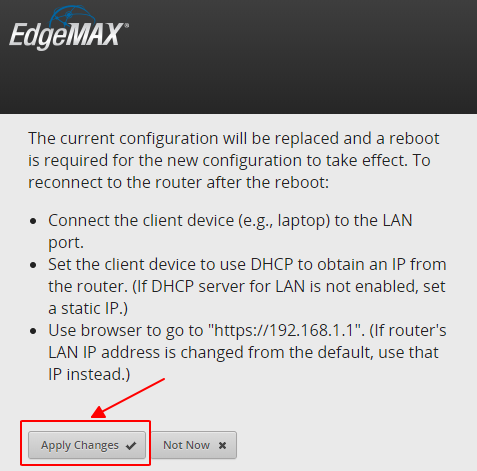 EdgeMAX®
The current configuration will be replaced and a reboot
is required for the new configuration to take effect. To
reconnect to the router after the reboot:
• Connect the client device (e.g., laptop) to the LAN
port.
• Set the client device to use DHCP to obtain an IP from
the router. (If DHCP server for LAN is not enabled, set
a static IP.)
• Use browser to go to "https://192.168.1.1". (If router's
LAN IP address is changed from the default, use that
IP instead.)
Apply Changes ✔ Not Now ✖